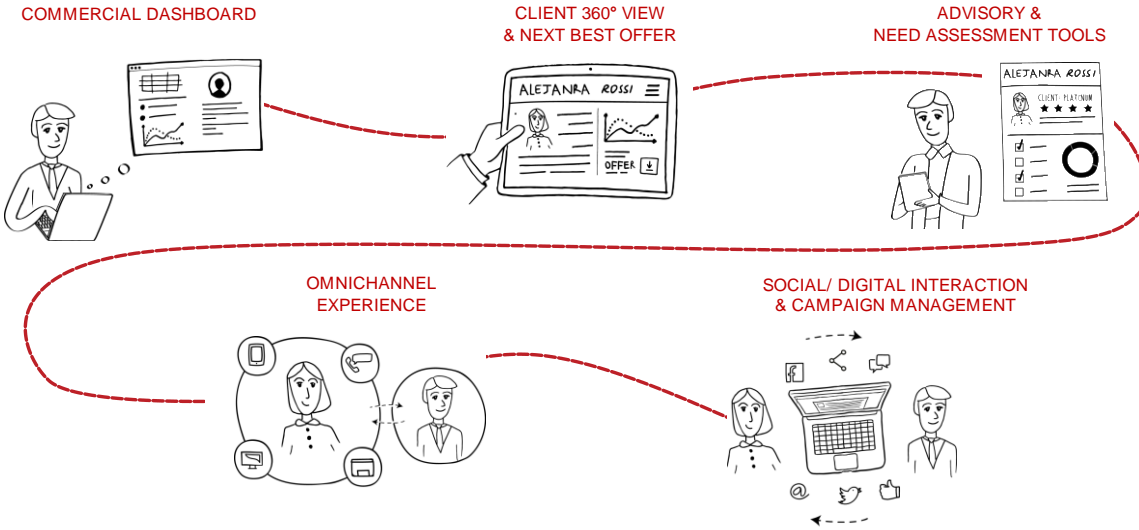 COMMERCIAL DASHBOARD
CLIENT 360° VIEW
& NEXT BEST OFFER
ADVISORY &
NEED ASSESSMENT TOOLS
ALEJANRA ROSSI
OFFER
ALEJANRA ROSSI
CLIENT: PLATINUM
OMNICHANNEL
EXPERIENCE
SOCIAL/ DIGITAL INTERACTION
& CAMPAIGN MANAGEMENT
f
@